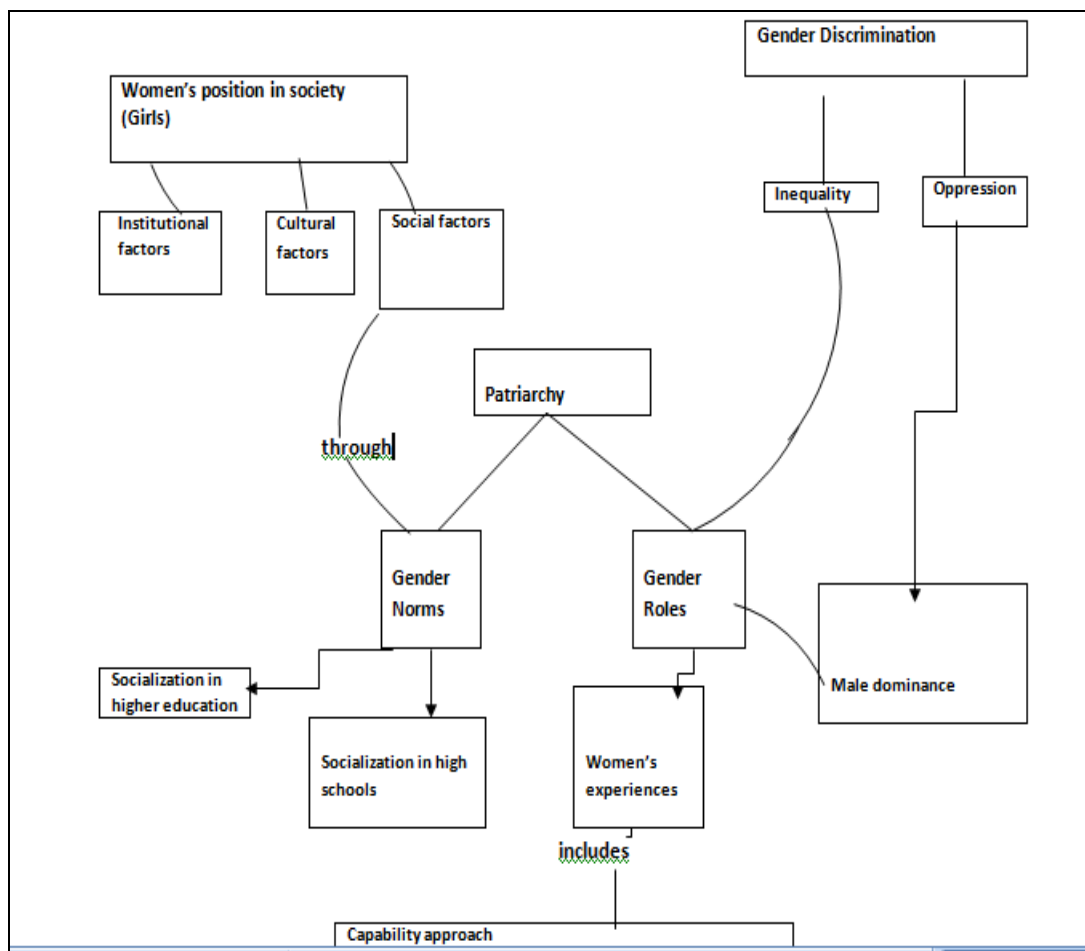 Gender Discrimination
Women’s position in society
(Girls)
Inequality
Oppression
Institutional
factors
Cultural
factors
Social factors
Patriarchy
through
Gender
Norms
Gender
Roles
Socialization in
higher education
Male dominance
Socialization in high
schools
Women’s
experiences
includes
Capability approach